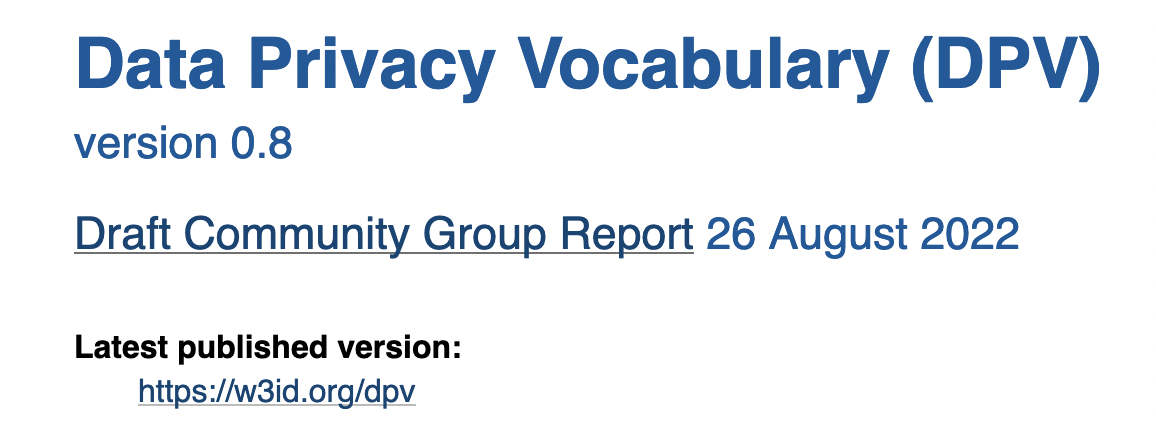 Data Privacy Vocabulary (DPV)
version 0.8
Draft Community Group Report 26 August 2022
Latest published version:
https://w3id.org/dpv